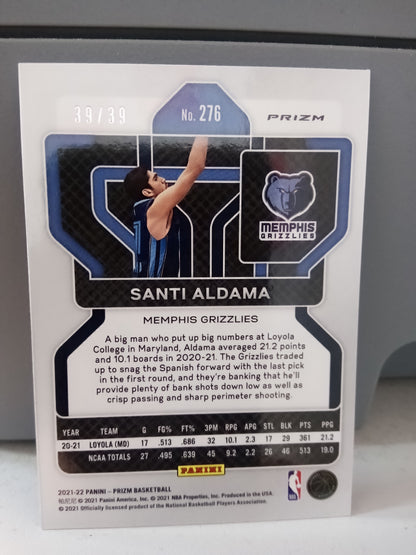 39/39
No. 276
PRIZM
MEMPHIS
GRIZZLIES
SANTI ALDAMA
MEMPHIS GRIZZLIES
A big man who put up big numbers at Loyola
College in Maryland, Aldama averaged 21.2 points
and 10.1 boards in 2020-21. The Grizzlies traded
up to snag the Spanish forward with the last pick
in the first round, and they're banking that he'll
provide plenty of bank shots down low as well as
crisp passing and sharp perimeter shooting.
YEAR TEAM G FG% FT% 3PM RPG APG STL BLK PTS PPG
20-21 LOYOLA (MD) 17 .513 .686 32 10.1 2.3 17 29 361 21.2
NCAA TOTALS 27 .495 .639 45 9.2 2.2 26 46 513 19.0
PANINI
2021-22 PANINI – PRIZM BASKETBALL
帕尼尼 © 2021 Panini America, Inc. © 2021 NBA Properties, Inc. Produced in the USA.
© 2021 Officially licensed product of the National Basketball Players Association.